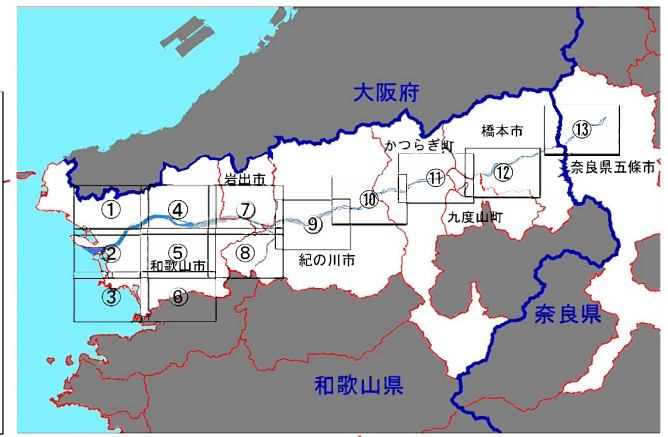 大阪府
⑬
橋本市
かつらぎ町
奈良県五條市
岩出市
⑪
⑫
⑩
①
④
⑦
⑨
九度山町
②
⑤
⑧
紀の川市
和歌山市
③
⑥
奈良県
和歌山県